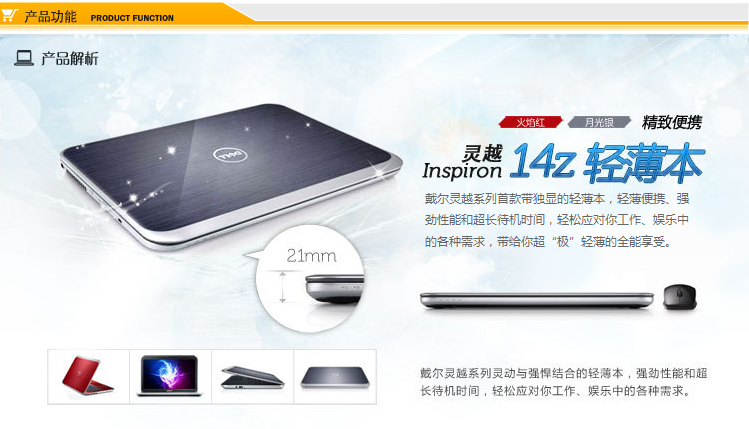 产品功能 PRODUCT FUNCTION
产品解析
火焰红 月光银 精致便携
灵越
Inspiron 14z 轻薄本
戴尔灵越系列首款带独显的轻薄本，轻薄便携、强
劲性能和超长待机时间，轻松应对你工作、娱乐中
的各种需求，带给你超“极”轻薄的全能享受。
DELL
21mm
戴尔灵越系列灵动与强悍结合的轻薄本，强劲性能和超
长待机时间，轻松应对你工作、娱乐中的各种需求。